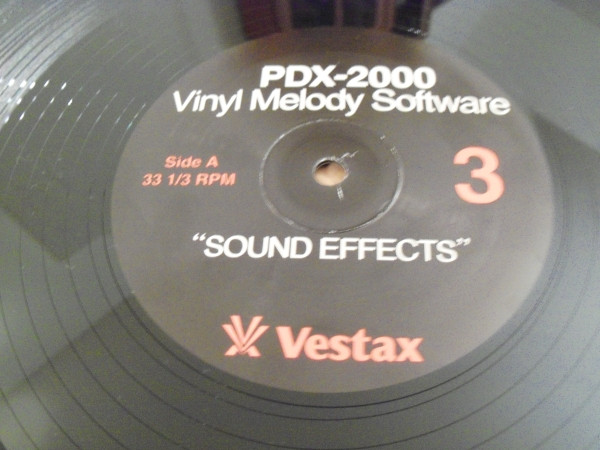 PDX-2000
Vinyl Melody Software
Side A
33 1/3 RPM
3
“SOUND EFFECTS”
Vestax